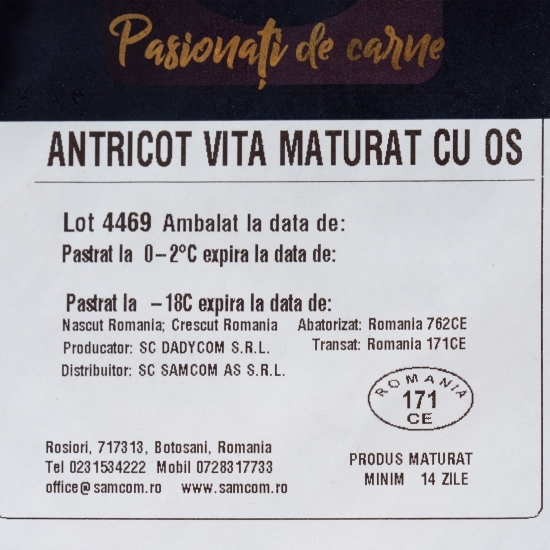 Pasionați de carne
ANTRICOT VITA MATURAT CU OS
Lot 4469 Ambalat la data de:
Pastrat la 0-2°C expira la data de:
Pastrat la -18C expira la data de:
Nascut Romania; Crescut Romania Abatorizat: Romania 762CE
Producator: SC DADYCOM S.R.L. Transat: Romania 171CE
Distribuitor: SC SAMCOM AS S.R.L.
ROMANIA
171
CE
Rosiori, 717313, Botosani, Romania
Tel 0231534222 Mobil 0728317733
office@samcom.ro www.samcom.ro
PRODUS MATURAT
MINIM 14 ZILE